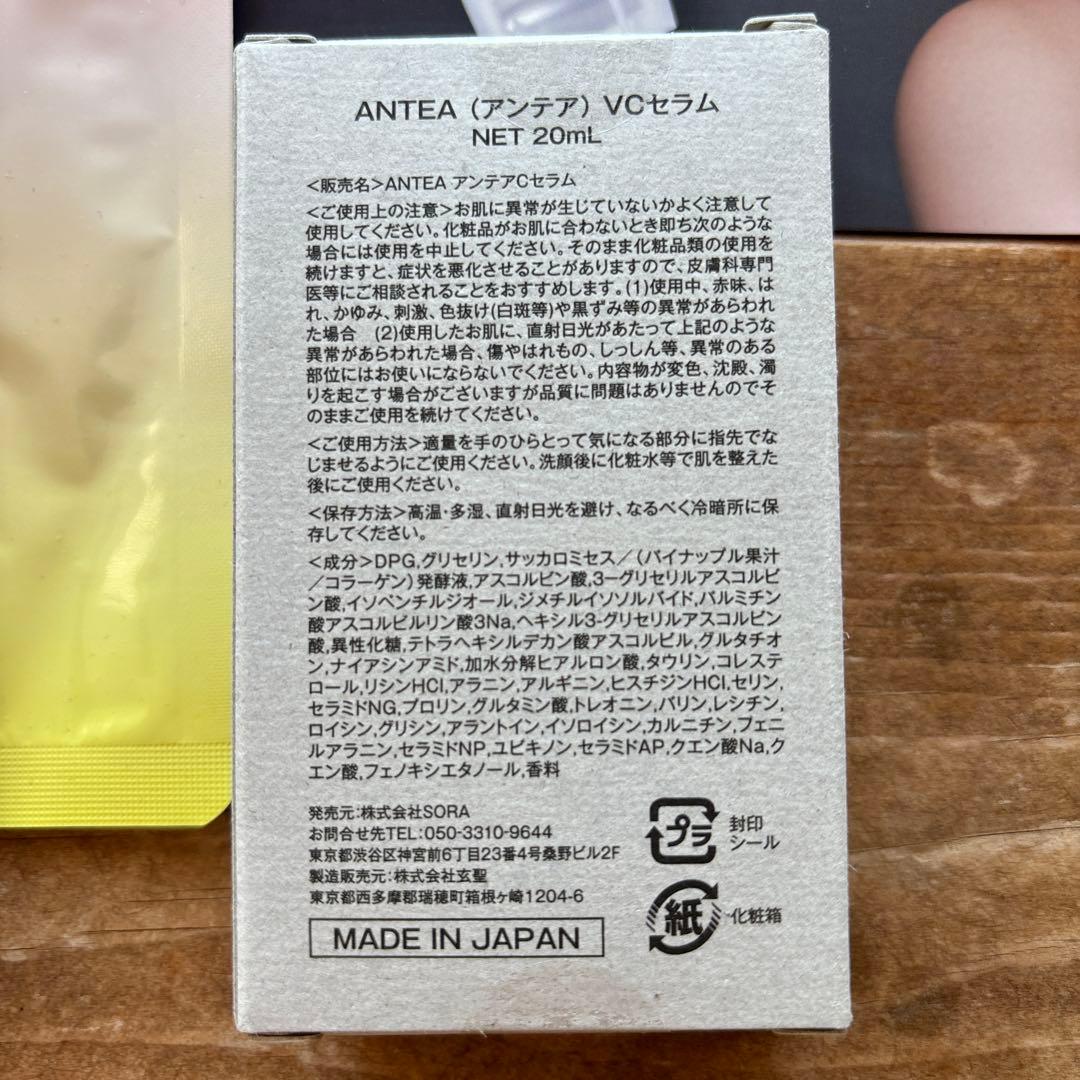 ANTEA（アンテア）VCセラム
NET 20mL
＜販売名＞ANTEA アンテアCセラム
＜ご使用上の注意＞お肌に異常が生じていないかよく注意して
使用してください。化粧品がお肌に合わないとき即ち次のような
場合には使用を中止してください。そのまま化粧品類の使用を
続けますと、症状を悪化させることがありますので、皮膚科専門
医等にご相談されることをおすすめします。(1)使用中、赤味、は
れ、かゆみ、刺激、色抜け(白斑等)や黒ずみ等の異常があらわれ
た場合　(2)使用したお肌に、直射日光があたって上記のような
異常があらわれた場合、傷やはれもの、しっしん等、異常のある
部位にはお使いにならないでください。内容物が変色、沈殿、濁
りを起こす場合がございますが品質に問題はありませんのでそ
のままご使用を続けてください。
＜ご使用方法＞適量を手のひらとって気になる部分に指先でな
じませるようにご使用ください。洗顔後に化粧水等で肌を整えた
後にご使用ください。
＜保存方法＞高温・多湿、直射日光を避け、なるべく冷暗所に保
存してください。
＜成分＞DPG,グリセリン,サッカロミセス／（パイナップル果汁
／コラーゲン）発酵液,アスコルビン酸,3ーグリセリルアスコルビ
ン酸,イソペンチルジオール,ジメチルイソソルバイド,パルミチン
酸アスコルビルリン酸3Na,ヘキシル3-グリセリルアスコルビン
酸,異性化糖,テトラヘキシルデカン酸アスコルビル,グルタチオ
ン,ナイアシンアミド,加水分解ヒアルロン酸,タウリン,コレステ
ロール,リシンHCl,アラニン,アルギニン,ヒスチジンHCl,セリン,
セラミドNG,プロリン,グルタミン酸,トレオニン,バリン,レシチン,
ロイシン,グリシン,アラントイン,イソロイシン,カルニチン,フェニ
ルアラニン,セラミドNP,ユビキノン,セラミドAP,クエン酸Na,ク
エン酸,フェノキシエタノール,香料
発売元:株式会社SORA
お問合せ先TEL:050-3310-9644
東京都渋谷区神宮前6丁目23番4号桑野ビル2F
製造販売元:株式会社玄聖
東京都西多摩郡瑞穂町箱根ヶ崎1204-6
MADE IN JAPAN
プラ
封印
シール
紙
化粧箱